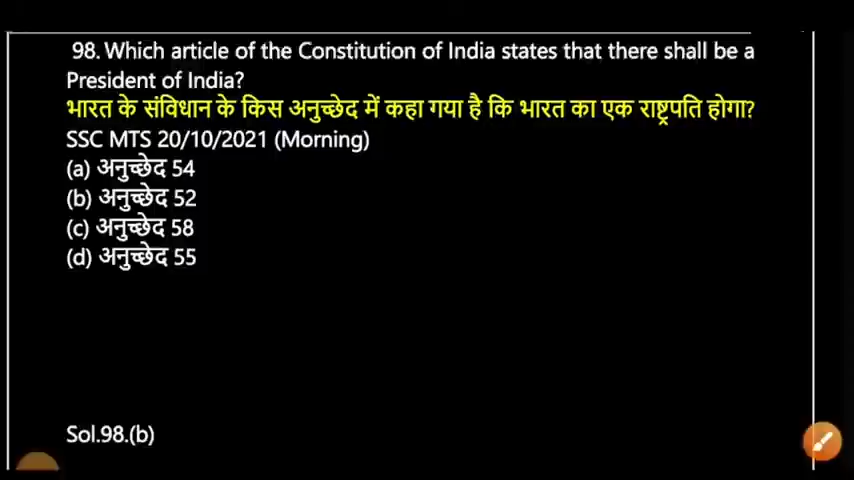 98. Which article of the Constitution of India states that there shall be a
President of India?
भारत के संविधान के किस अनुच्छेद में कहा गया है कि भारत का एक राष्ट्रपति होगा?
SSC MTS 20/10/2021 (Morning)
(a) अनुच्छेद 54
(b) अनुच्छेद 52
(c) अनुच्छेद 58
(d) अनुच्छेद 55
Sol.98.(b)